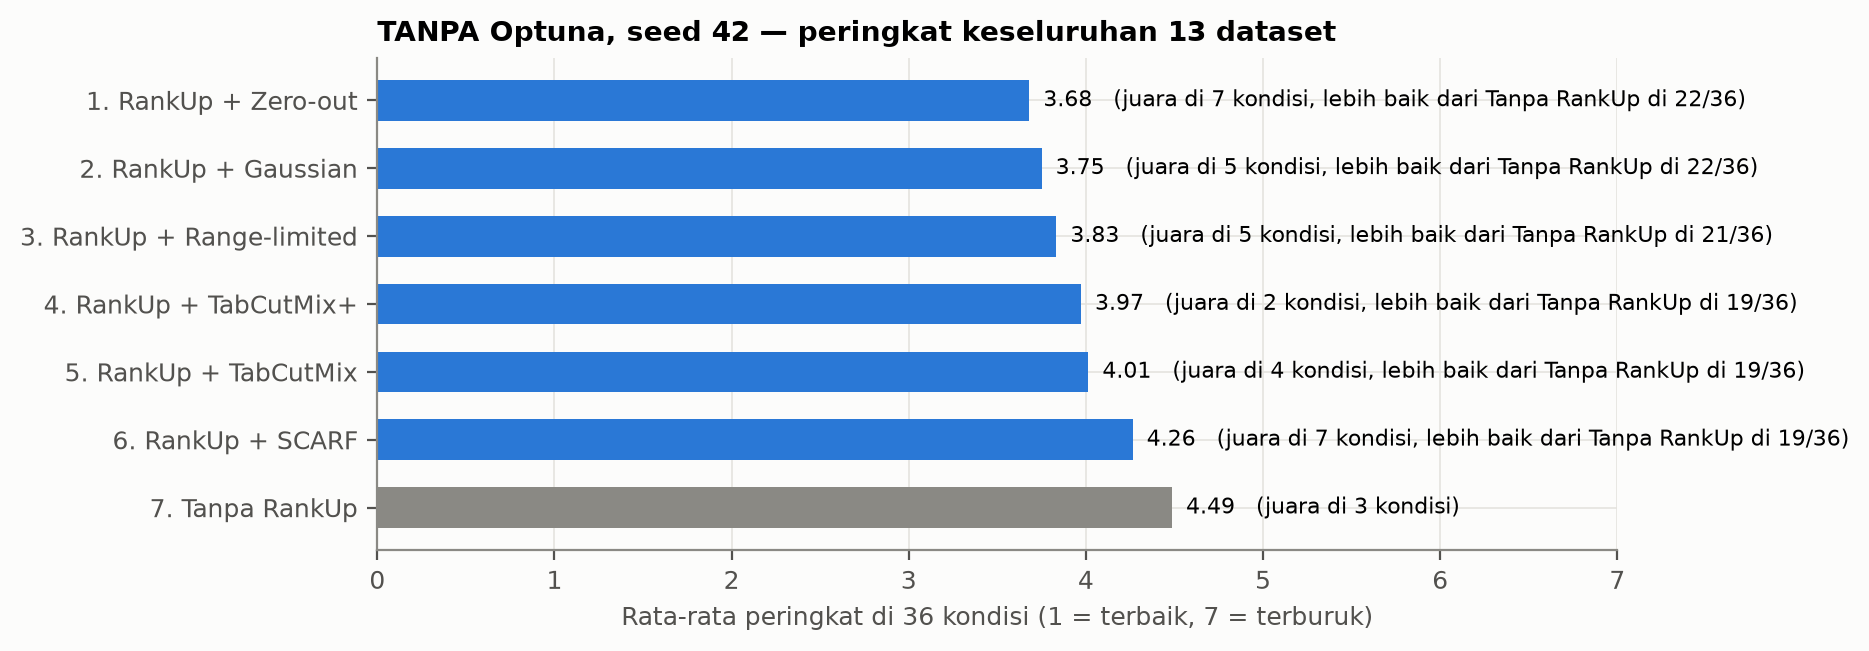 TANPA Optuna, seed 42 — peringkat keseluruhan 13 dataset
1. RankUp + Zero-out 3.68 (juara di 7 kondisi, lebih baik dari Tanpa RankUp di 22/36)
2. RankUp + Gaussian 3.75 (juara di 5 kondisi, lebih baik dari Tanpa RankUp di 22/36)
3. RankUp + Range-limited 3.83 (juara di 5 kondisi, lebih baik dari Tanpa RankUp di 21/36)
4. RankUp + TabCutMix+ 3.97 (juara di 2 kondisi, lebih baik dari Tanpa RankUp di 19/36)
5. RankUp + TabCutMix 4.01 (juara di 4 kondisi, lebih baik dari Tanpa RankUp di 19/36)
6. RankUp + SCARF 4.26 (juara di 7 kondisi, lebih baik dari Tanpa RankUp di 19/36)
7. Tanpa RankUp 4.49 (juara di 3 kondisi)
0 1 2 3 4 5 6 7
Rata-rata peringkat di 36 kondisi (1 = terbaik, 7 = terburuk)